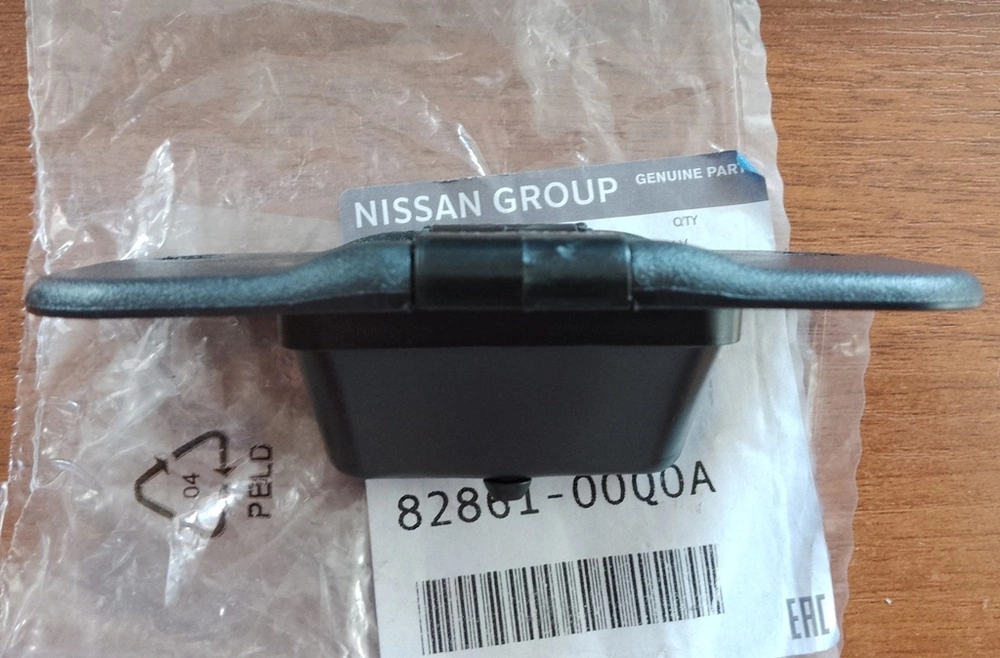 NISSAN GROUP
GENUINE PART
QTY
04
PELD
82861-00Q0A
EAC